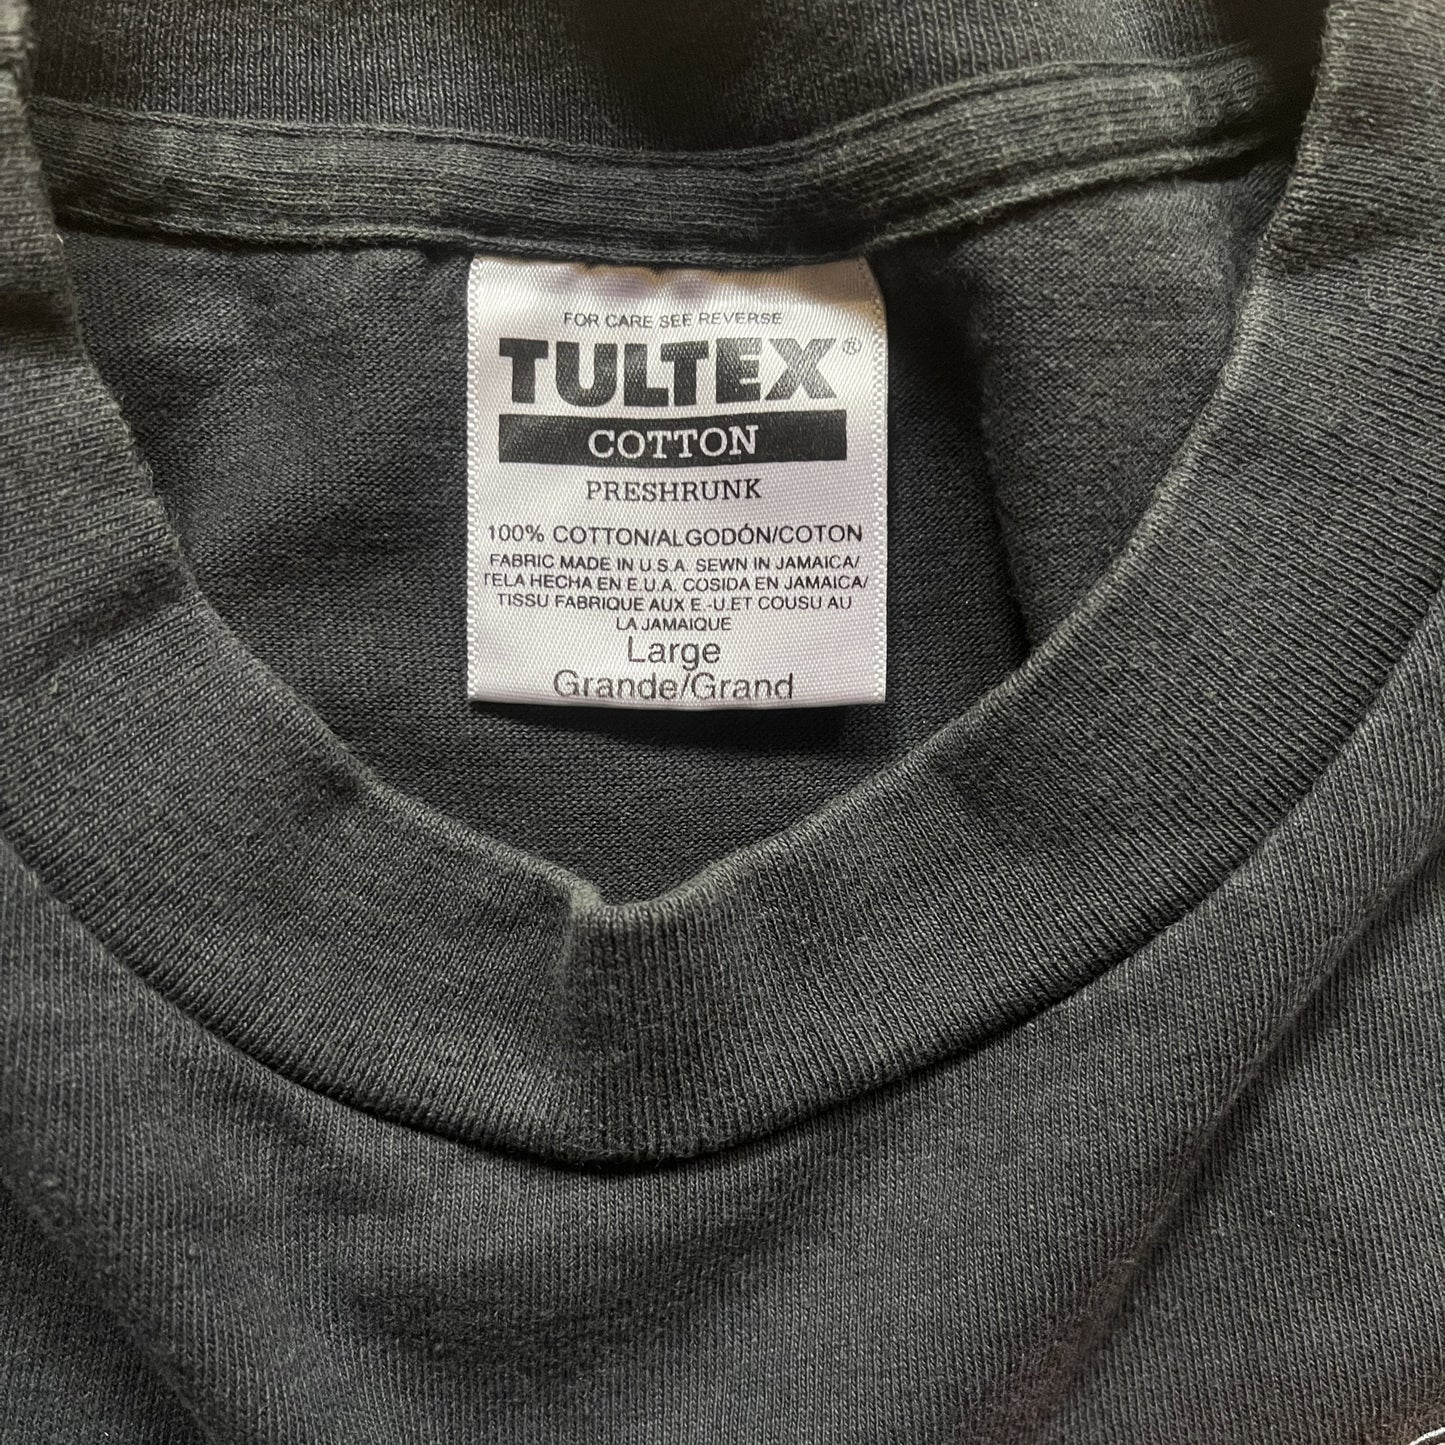 FOR CARE SEE REVERSE
TULTEX®
COTTON
PRESHRUNK
100% COTTON/ALGODÓN/COTON
FABRIC MADE IN U.S.A. SEWN IN JAMAICA/
TELA HECHA EN E.U.A. COSIDA EN JAMAICA/
TISSU FABRIQUE AUX E.-U.ET COUSU AU
LA JAMAIQUE
Large
Grande/Grand